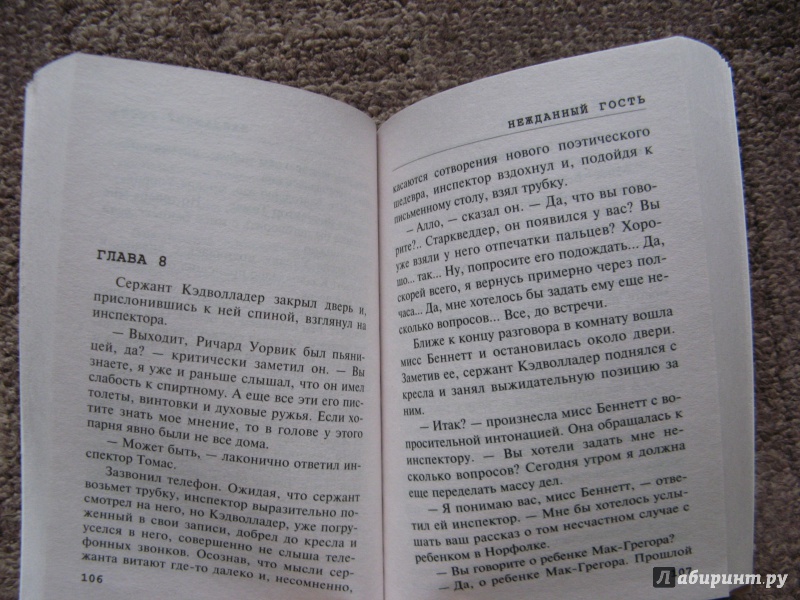 ГЛАВА 8
Сержант Кэдволладер закрыл дверь и,
прислонившись к ней спиной, взглянул на
инспектора.
— Выходит, Ричард Уорвик был пьяни-
цей, да? — критически заметил он. — Вы
знаете, я уже и раньше слышал, что он имел
слабость к спиртному. А еще все эти его пис-
толеты, винтовки и духовые ружья. Если хо-
тите знать мое мнение, то в голове у этого
парня явно были не все дома.
— Может быть, — лаконично ответил ин-
спектор Томас.
Зазвонил телефон. Ожидая, что сержант
возьмет трубку, инспектор выразительно по-
смотрел на него, но Кэдволладер, уже погру-
женный в свои записи, добрел до кресла и
уселся в него, совершенно не слыша теле-
фонных звонков. Осознав, что мысли сер-
жанта витают где-то далеко и, несомненно,
106
НЕЖДАННЫЙ ГОСТЬ
касаются сотворения нового поэтического
шедевра, инспектор вздохнул и, подойдя к
письменному столу, взял трубку.
— Алло, — сказал он. — Да, что вы гово-
рите?.. Старкведдер, он появился у вас? Вы
уже взяли у него отпечатки пальцев? Хоро-
шо... так... Ну, попросите его подождать... Да,
скорей всего, я вернусь примерно через пол-
часа... Да, мне хотелось бы задать ему еще не-
сколько вопросов... Все, до встречи.
Ближе к концу разговора в комнату вошла
мисс Беннетт и остановилась около двери.
Заметив ее, сержант Кэдволладер поднялся с
кресла и занял выжидательную позицию за
ним.
— Итак? — произнесла мисс Беннетт с во-
просительной интонацией. Она обращалась к
инспектору. — Вы хотели задать мне не-
сколько вопросов? Сегодня утром я должна
еще переделать массу дел.
— Я понимаю вас, мисс Беннетт, — отве-
тил ей инспектор. — Мне бы хотелось услы-
шать ваш рассказ о том несчастном случае с
ребенком в Норфолке.
— Вы говорите о ребенке Мак-Грегора?
— Да, о ребенке Мак-Грегора. Прошлой
107
Лабиринт.ру